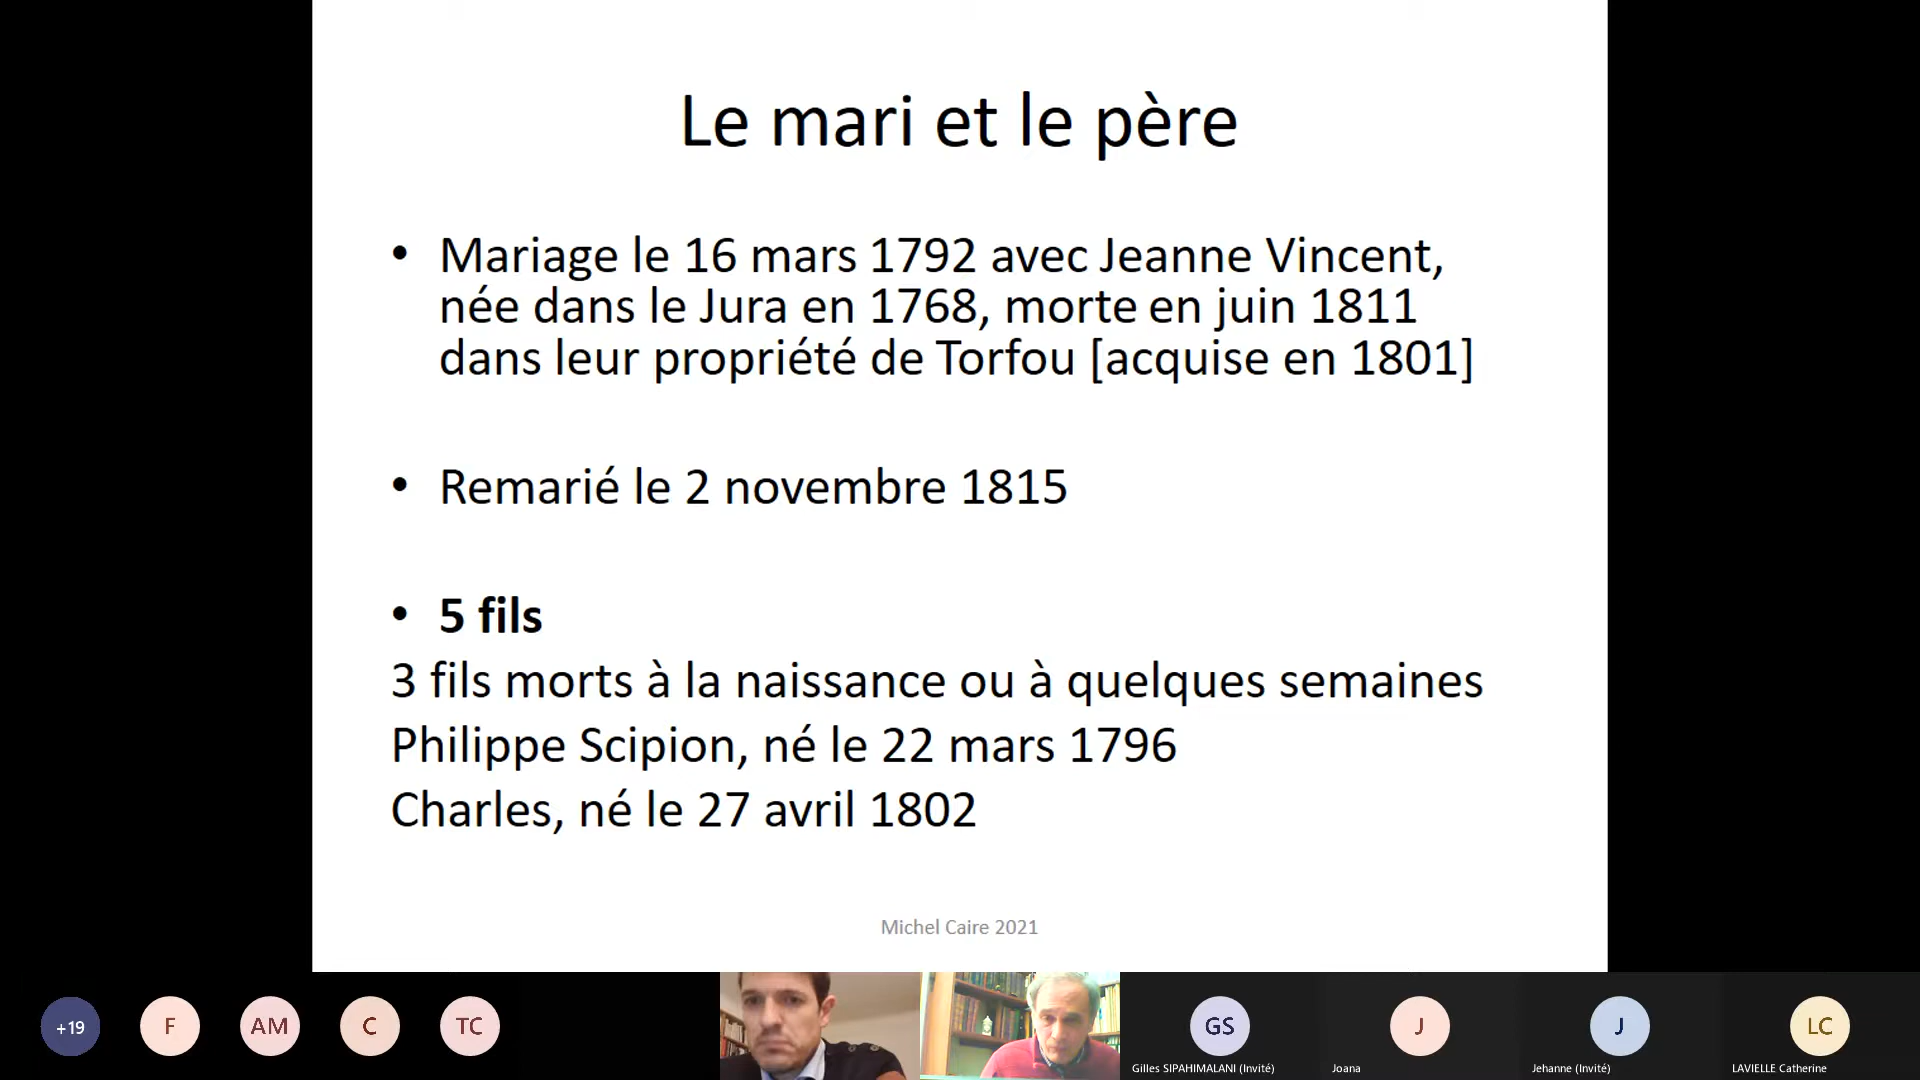 Le mari et le père
• Mariage le 16 mars 1792 avec Jeanne Vincent,
née dans le Jura en 1768, morte en juin 1811
dans leur propriété de Torfou [acquise en 1801]
• Remarié le 2 novembre 1815
• 5 fils
3 fils morts à la naissance ou à quelques semaines
Philippe Scipion, né le 22 mars 1796
Charles, né le 27 avril 1802
Michel Caire 2021
+19 F AM C TC GS J J LC
Gilles SIPAHIMALANI (Invité) Joana Jehanne (Invité) LAVIELLE Catherine